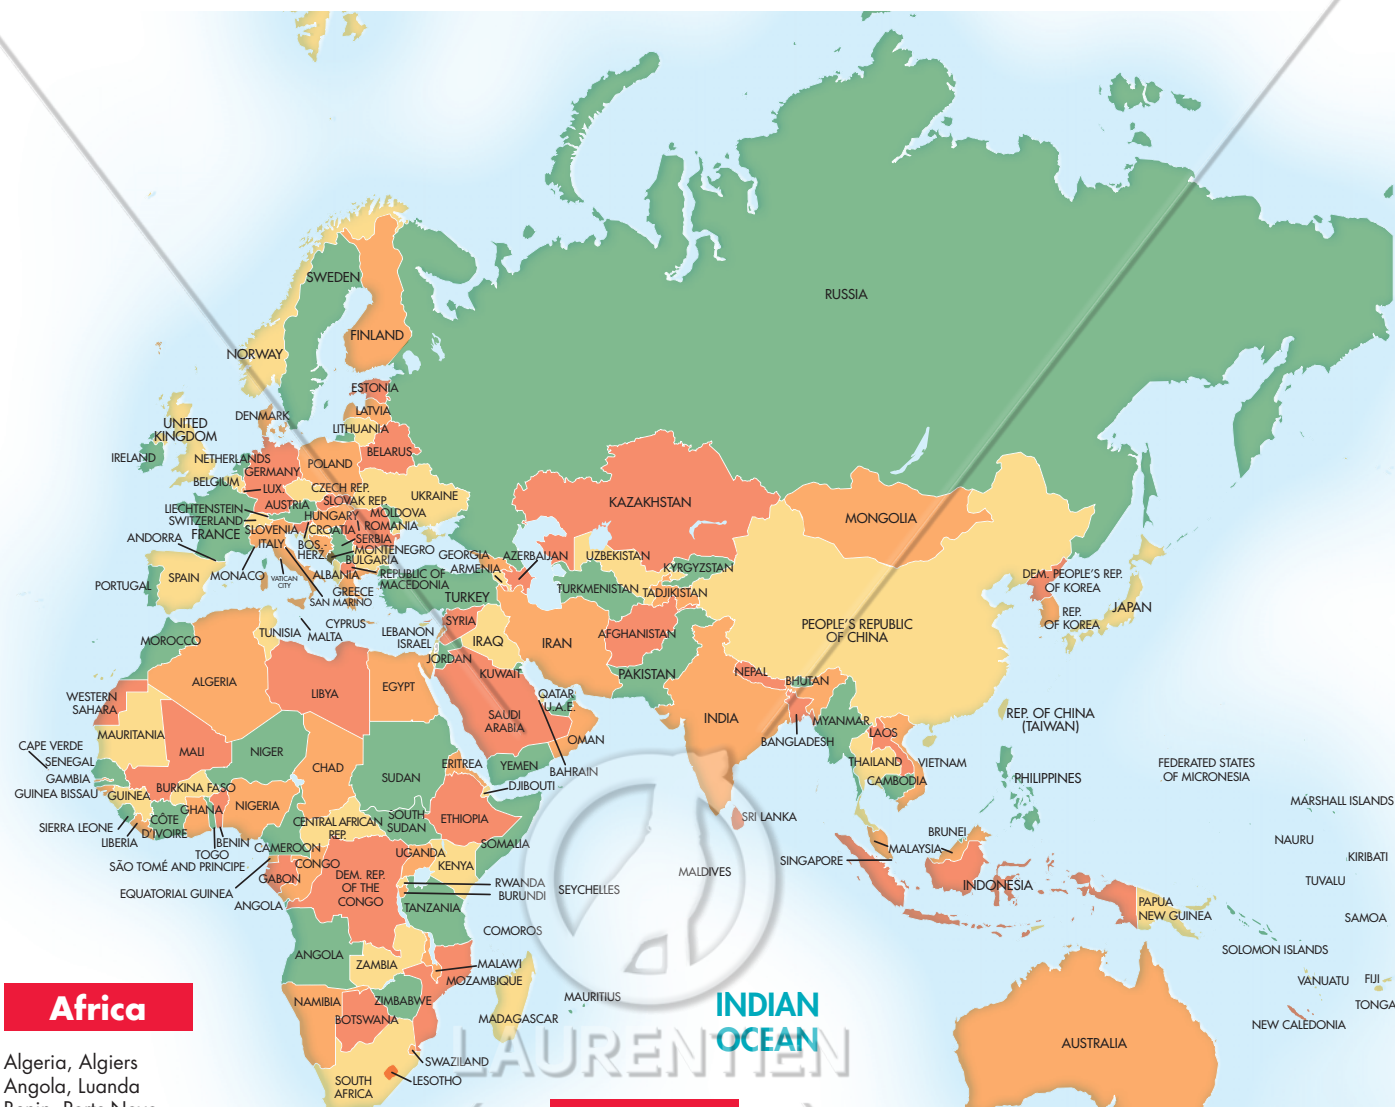 RUSSIA
SWEDEN
FINLAND
NORWAY
ESTONIA
LATVIA
LITHUANIA
DENMARK
UNITED
KINGDOM
IRELAND
NETHERLANDS
GERMANY
POLAND
BELARUS
BELGIUM
LUX.
CZECH REP.
SLOVAK REP.
UKRAINE
AUSTRIA
LIECHTENSTEIN
SWITZERLAND
FRANCE
SLOVENIA
HUNGARY
MOLDOVA
CROATIA
ROMANIA
ANDORRA
ITALY
BOS.
HERZ.
SERBIA
MONTENEGRO
BULGARIA
PORTUGAL
SPAIN
MONACO
VATICAN
CITY
ALBANIA
REPUBLIC OF
MACEDONIA
GREECE
SAN MARINO
TURKEY
GEORGIA
ARMENIA
AZERBAIJAN
KAZAKHSTAN
UZBEKISTAN
TURKMENISTAN
KYRGYZSTAN
TADJIKISTAN
MONGOLIA
PEOPLE'S REPUBLIC
OF CHINA
DEM. PEOPLE'S REP.
OF KOREA
REP.
OF KOREA
JAPAN
MOROCCO
TUNISIA
MALTA
CYPRUS
LEBANON
ISRAEL
SYRIA
IRAQ
IRAN
AFGHANISTAN
JORDAN
KUWAIT
PAKISTAN
NEPAL
BHUTAN
ALGERIA
LIBYA
EGYPT
WESTERN
SAHARA
SAUDI
ARABIA
QATAR
U.A.E.
OMAN
BAHRAIN
YEMEN
INDIA
BANGLADESH
MYANMAR
LAOS
THAILAND
VIETNAM
CAMBODIA
REP. OF CHINA
(TAIWAN)
PHILIPPINES
FEDERATED STATES
OF MICRONESIA
MARSHALL ISLANDS
MAURITANIA
MALI
NIGER
CHAD
SUDAN
ERITREA
DJIBOUTI
CAPE VERDE
SENEGAL
GAMBIA
GUINEA BISSAU
GUINEA
BURKINA FASO
NIGERIA
GHANA
CÔTE
D'IVOIRE
SIERRA LEONE
LIBERIA
TOGO
BENIN
CAMEROON
CENTRAL AFRICAN
REP.
SOUTH
SUDAN
ETHIOPIA
SOMALIA
SRI LANKA
MALDIVES
SINGAPORE
MALAYSIA
BRUNEI
INDONESIA
NAURU
KIRIBATI
TUVALU
SAMOA
SÃO TOMÉ AND PRINCIPE
EQUATORIAL GUINEA
GABON
CONGO
DEM. REP.
OF THE
CONGO
UGANDA
KENYA
RWANDA
BURUNDI
SEYCHELLES
ANGOLA
TANZANIA
COMOROS
PAPUA
NEW GUINEA
SOLOMON ISLANDS
VANUATU
FIJI
TONGA
NEW CALEDONIA
ANGOLA
ZAMBIA
MALAWI
MOZAMBIQUE
NAMIBIA
ZIMBABWE
BOTSWANA
MADAGASCAR
MAURITIUS
INDIAN
OCEAN
LAURENTIEN
SWAZILAND
LESOTHO
SOUTH
AFRICA
AUSTRALIA
Africa
Algeria, Algiers
Angola, Luanda